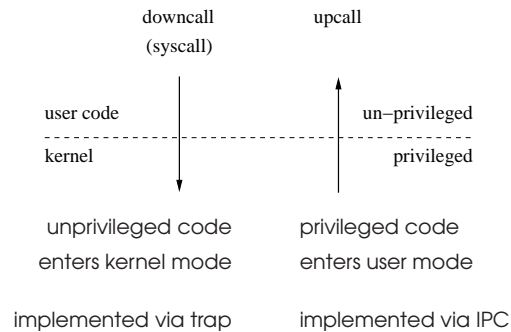 downcall
(syscall)
upcall
user code
un−privileged
kernel
privileged
unprivileged code
enters kernel mode
privileged code
enters user mode
implemented via trap
implemented via IPC